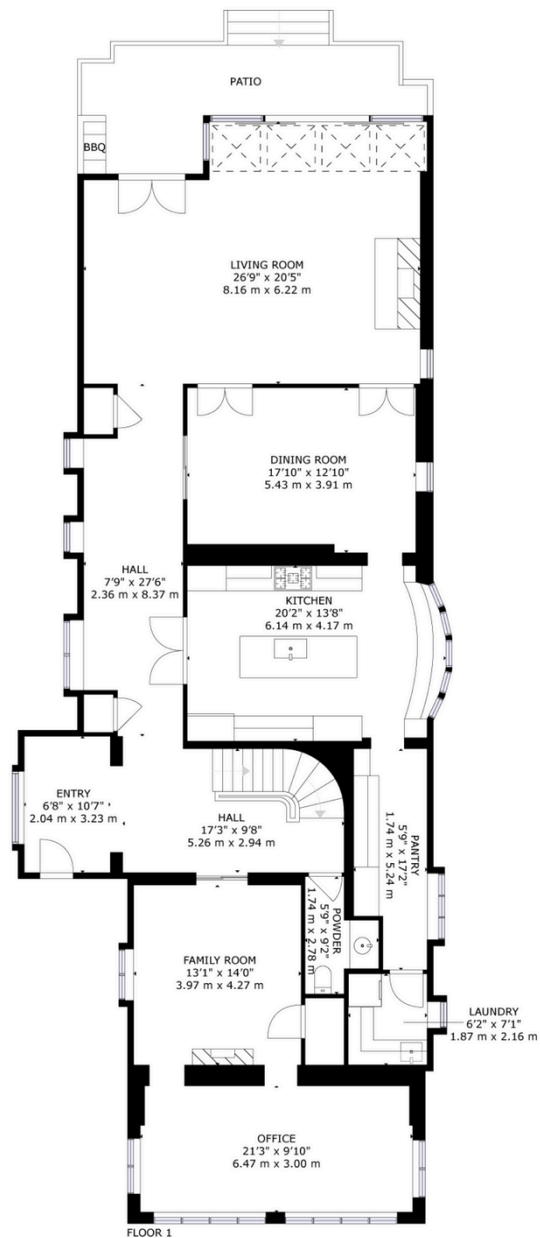 PATIO
BBQ
LIVING ROOM
26'9" x 20'5"
8.16 m x 6.22 m
DINING ROOM
17'10" x 12'10"
5.43 m x 3.91 m
HALL
7'9" x 27'6"
2.36 m x 8.37 m
KITCHEN
20'2" x 13'8"
6.14 m x 4.17 m
ENTRY
6'8" x 10'7"
2.04 m x 3.23 m
HALL
17'3" x 9'8"
5.26 m x 2.94 m
PANTRY
5'9" x 17'2"
1.74 m x 5.24 m
POWDER
5'9" x 9'2"
1.74 m x 2.78 m
FAMILY ROOM
13'1" x 14'0"
3.97 m x 4.27 m
LAUNDRY
6'2" x 7'1"
1.87 m x 2.16 m
OFFICE
21'3" x 9'10"
6.47 m x 3.00 m
FLOOR 1